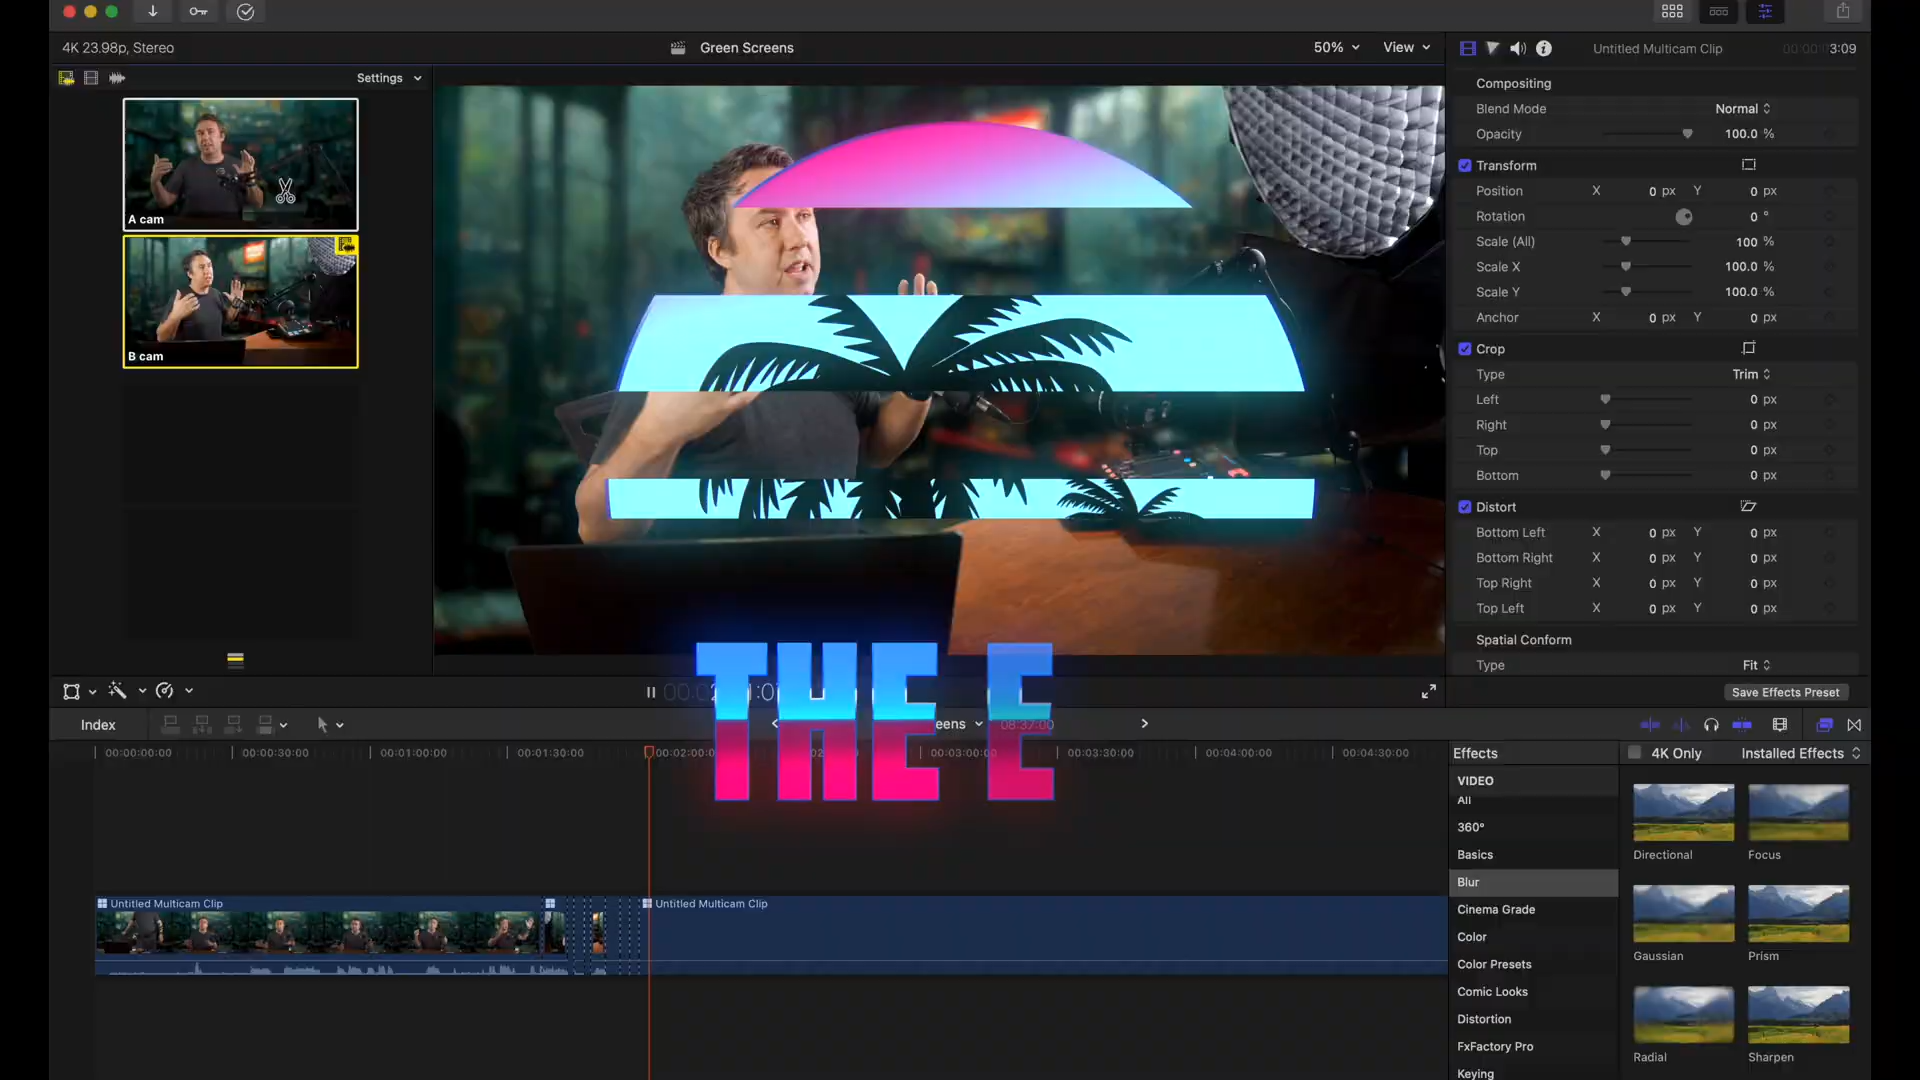 4K 23.98p, Stereo
Green Screens
50%
View
Untitled Multicam Clip
3:09
Settings
A cam
B cam
Compositing
Blend Mode
Normal
Opacity
100.0 %
Transform
Position X 0 px Y 0 px
Rotation 0 °
Scale (All) 100 %
Scale X 100.0 %
Scale Y 100.0 %
Anchor X 0 px Y 0 px
Crop
Type Trim
Left 0 px
Right 0 px
Top 0 px
Bottom 0 px
Distort
Bottom Left X 0 px Y 0 px
Bottom Right X 0 px Y 0 px
Top Right X 0 px Y 0 px
Top Left X 0 px Y 0 px
Spatial Conform
Type Fit
Save Effects Preset
THE E
Index
eens
08:37:00
00:00:00:00
00:00:30:00
00:01:00:00
00:01:30:00
00:02:00:00
00:03:00:00
00:03:30:00
00:04:00:00
00:04:30:00
Untitled Multicam Clip
Untitled Multicam Clip
Effects
4K Only
Installed Effects
VIDEO
All
360°
Basics
Blur
Cinema Grade
Color
Color Presets
Comic Looks
Distortion
FxFactory Pro
Keying
Directional
Focus
Gaussian
Prism
Radial
Sharpen